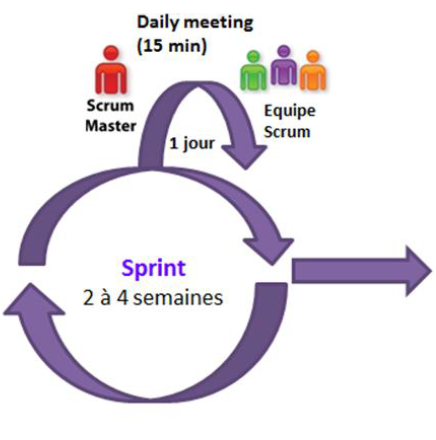 Daily meeting
(15 min)
Scrum
Master
Equipe
Scrum
1 jour
Sprint
2 à 4 semaines